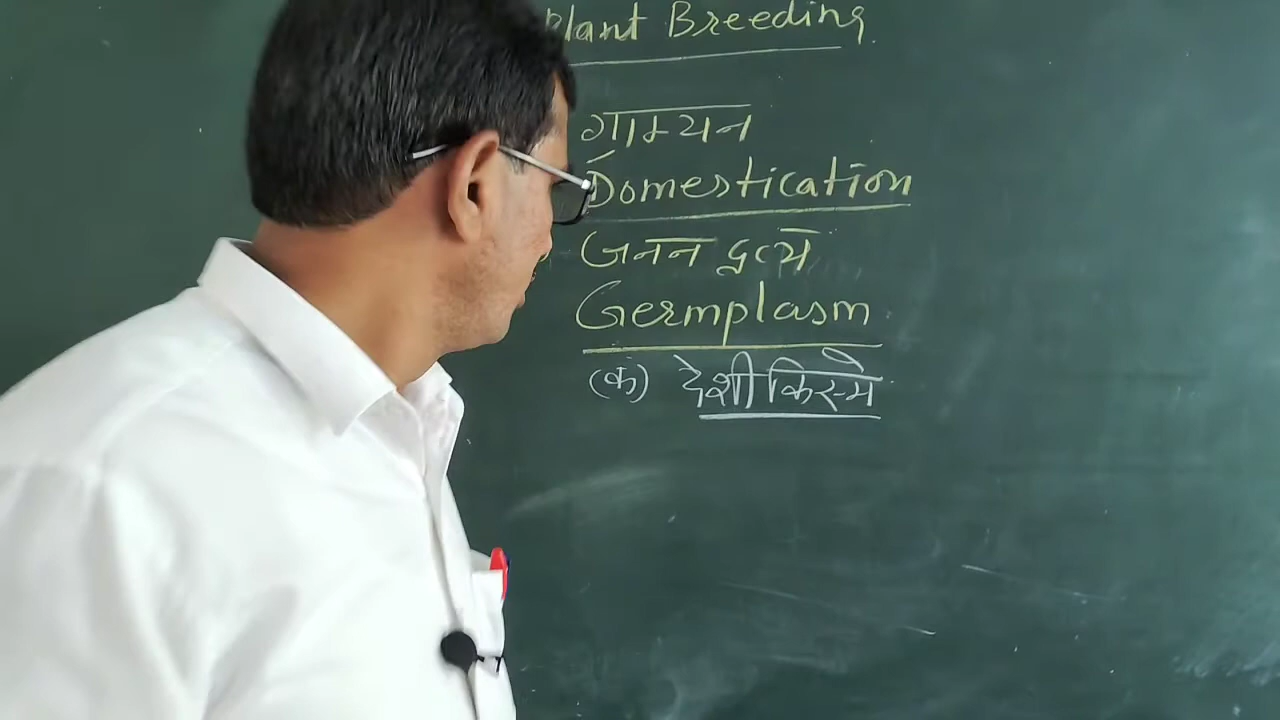 Plant Breeding
ग्राम्यन
Domestication
जनन द्रव्य
Germplasm
(क) देशी किस्मे